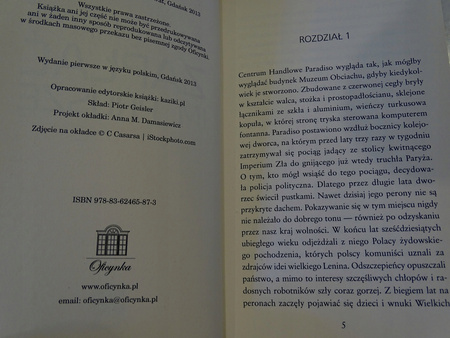 Gdańsk 2013
Wszystkie prawa zastrzeżone.
Książka ani jej część nie może być przedrukowywana
ani w żaden inny sposób reprodukowana lub odczytywana
w środkach masowego przekazu bez pisemnej zgody Oficynki.
Wydanie pierwsze w języku polskim, Gdańsk 2013
Opracowanie edytorskie książki: kaziki.pl
Skład: Piotr Geisler
Projekt okładki: Anna M. Damasiewicz
Zdjęcie na okładce © C Casarsa | iStockphoto.com
ISBN 978-83-62465-87-3
Oficynka
www.oficynka.pl
email: oficynka@oficynka.pl
ROZDZIAŁ 1
Centrum Handlowe Paradiso wygląda tak, jak mógłby
wyglądać budynek Muzeum Obciachu, gdyby kiedykol-
wiek je stworzono. Zbudowane z czerwonej cegły bryły
w kształcie walca, stożka i prostopadłościanu, sklejone
łącznikami ze szkła i aluminium, wieńczy turkusowa
kopuła, w której stronę tryska sterowana komputerem
fontanna. Paradiso postawiono wzdłuż bocznicy kolejo-
wej dworca, na którym przed laty trzy razy w tygodniu
zatrzymywał się pociąg jadący ze stolicy kwitnącego
Imperium Zła do gnijącego już wtedy truchła Paryża.
O tym, kto mógł wsiąść do tego pociągu, decydowa-
ła policja polityczna. Dlatego przez długie lata dwo-
rzec świecił pustkami. Nawet dzisiaj jego perony nie są
przykryte dachem. Pokazywanie się w tym miejscu nigdy
nie należało do dobrego tonu — również po odzyskaniu
przez nasz kraj wolności. W końcu lat sześćdziesiątych
ubiegłego wieku odjeżdżali z niego Polacy żydowskie-
go pochodzenia, których polscy komuniści uznali za
zdrajców idei wielkiego Lenina. Odszczepieńcy opuszczali
państwo, a mimo to interesy szczęśliwych chłopów i ra-
dosnych robotników szły coraz gorzej. Z biegiem lat na
peronach zaczęły pojawiać się dzieci i wnuki Wielkich
5